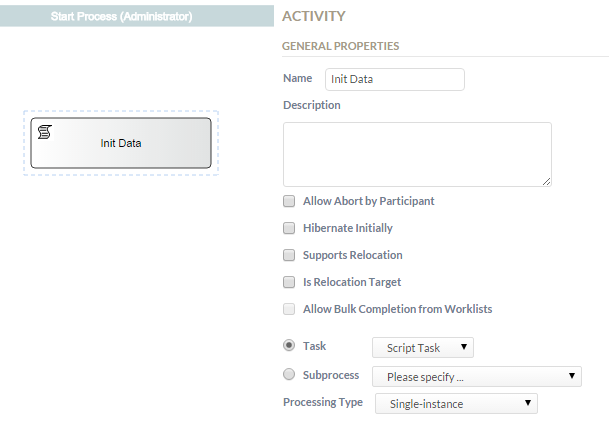 Start Process (Administrator)
Init Data
ACTIVITY
GENERAL PROPERTIES
Name Init Data
Description
Allow Abort by Participant
Hibernate Initially
Supports Relocation
Is Relocation Target
Allow Bulk Completion from Worklists
Task Script Task
Subprocess Please specify ...
Processing Type Single-instance